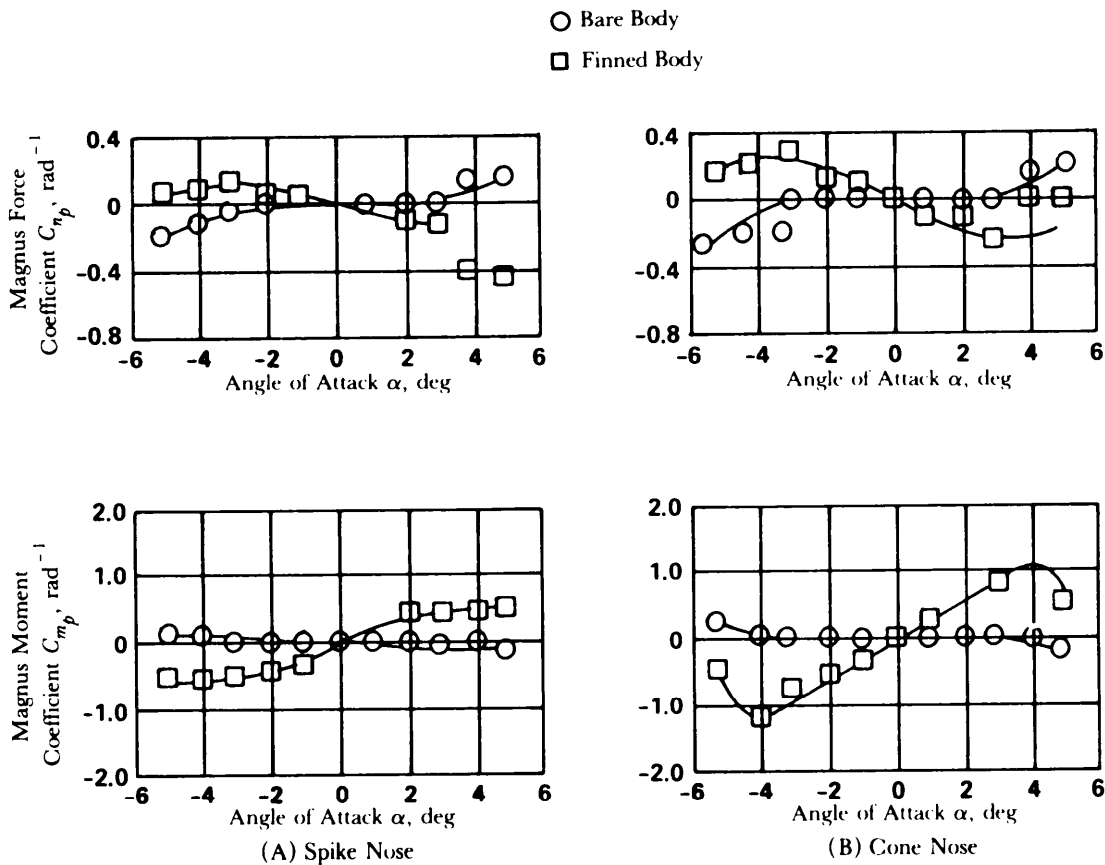 Bare Body
Finned Body
Magnus Force
Coefficient C_{n_p}, rad^{-1}
0.4
0
-0.4
-0.8
-6 -4 -2 0 2 4 6
Angle of Attack α, deg
0.4
0
-0.4
-0.8
-6 -4 -2 0 2 4 6
Angle of Attack α, deg
Magnus Moment
Coefficient C_{m_p}, rad^{-1}
2.0
1.0
0
-1.0
-2.0
-6 -4 -2 0 2 4 6
Angle of Attack α, deg
(A) Spike Nose
2.0
1.0
0
-1.0
-2.0
-6 -4 -2 0 2 4 6
Angle of Attack α, deg
(B) Cone Nose